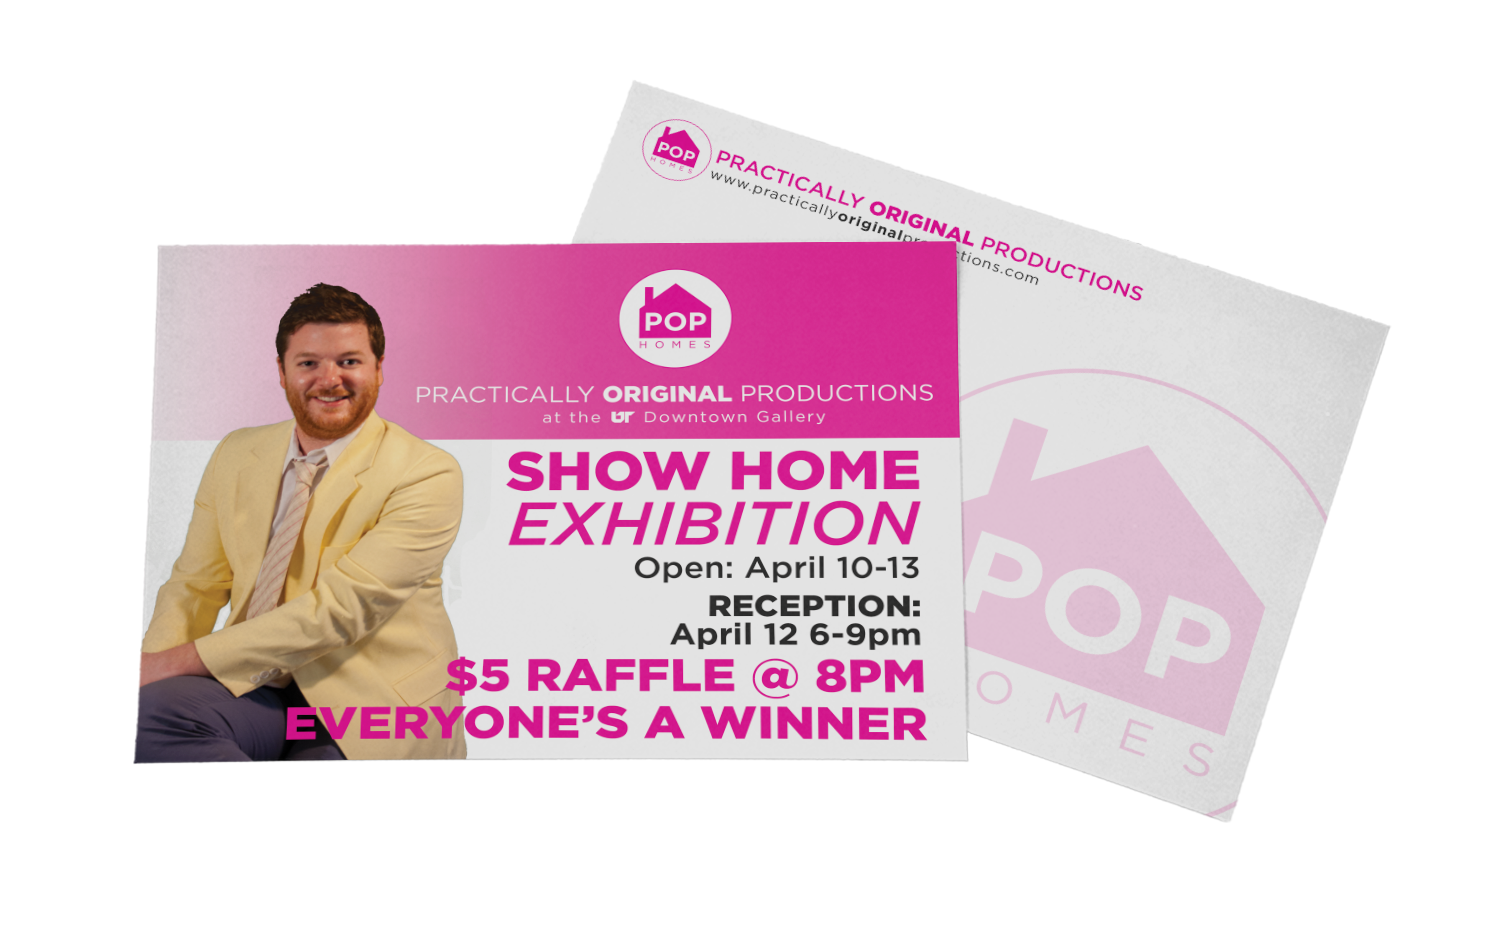 POP
HOMES
PRACTICALLY ORIGINAL PRODUCTIONS
at the UT Downtown Gallery
SHOW HOME
EXHIBITION
Open: April 10-13
RECEPTION:
April 12 6-9pm
$5 RAFFLE @ 8PM
EVERYONE'S A WINNER
POP
HOMES
PRACTICALLY ORIGINAL PRODUCTIONS
POP
OMES